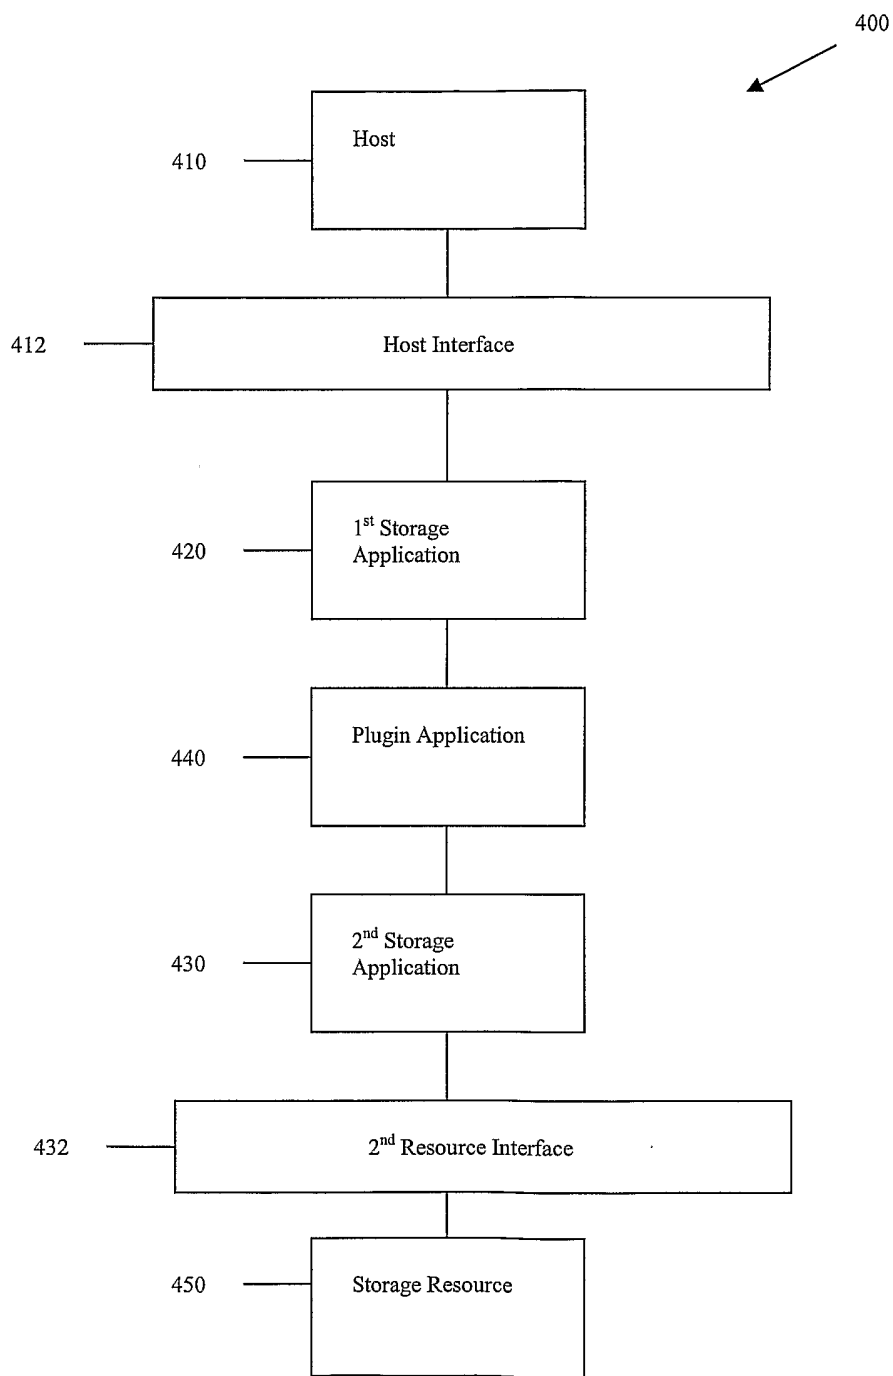 400
Host
410
Host Interface
412
1st Storage
Application
420
Plugin Application
440
2nd Storage
Application
430
2nd Resource Interface
432
Storage Resource
450